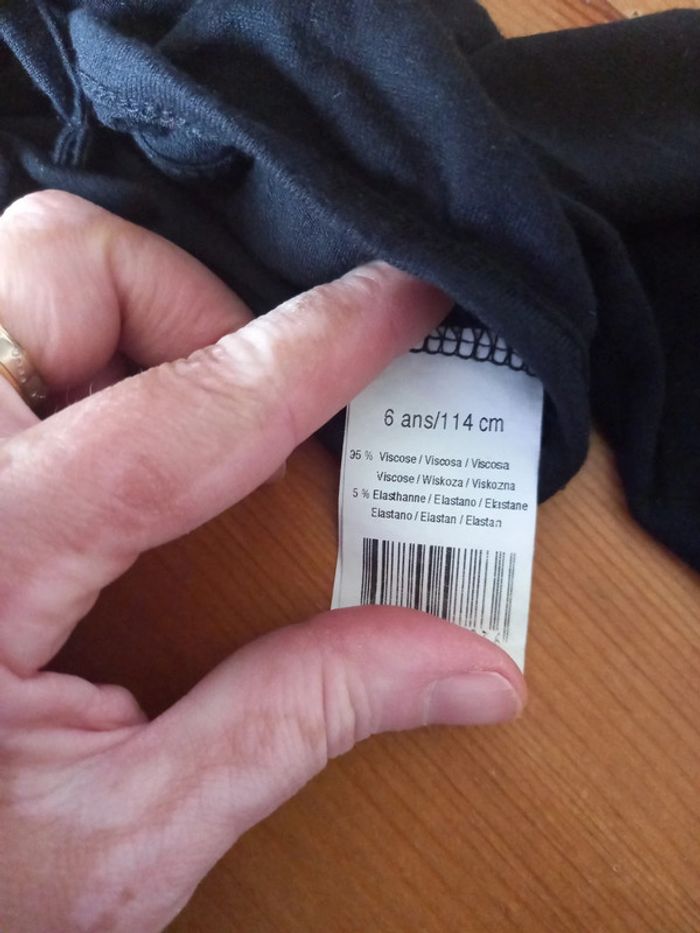 6 ans/114 cm
95 % Viscose / Viscosa / Viscosa
Viscose / Wiskoza / Viskozna
5 % Elasthanne / Elastano / Elastane
Elastano / Elastan / Elastan